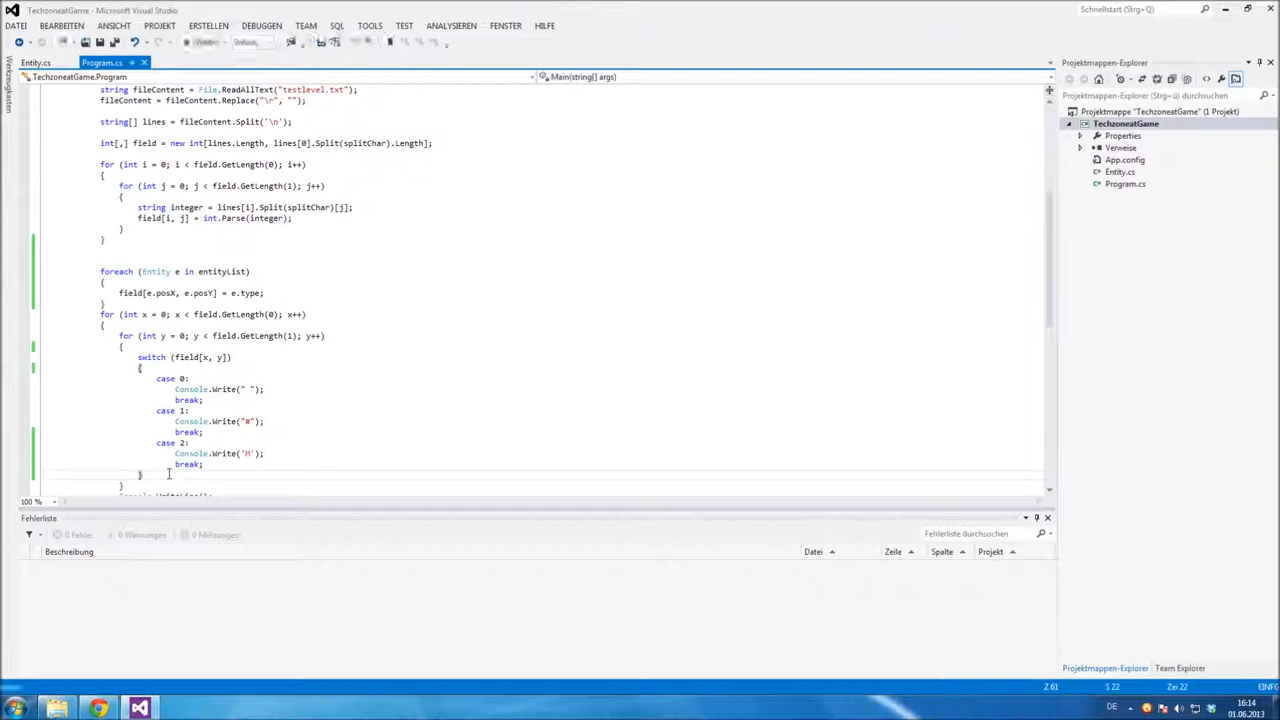 TechzoneatGame - Microsoft Visual Studio
Schnellstart (Strg+Q)
DATEI BEARBEITEN ANSICHT PROJEKT ERSTELLEN DEBUGGEN TEAM SQL TOOLS TEST ANALYSIEREN FENSTER HILFE
Entity.cs Program.cs
TechzoneatGame.Program Main(string[] args)
string fileContent = File.ReadAllText("testlevel.txt");
fileContent = fileContent.Replace("\r", "");
string[] lines = fileContent.Split('\n');
int[,] field = new int[lines.Length, lines[0].Split(splitChar).Length];
for (int i = 0; i < field.GetLength(0); i++)
{
for (int j = 0; j < field.GetLength(1); j++)
{
string integer = lines[i].Split(splitChar)[j];
field[i, j] = int.Parse(integer);
}
}
foreach (Entity e in entityList)
{
field[e.posX, e.posY] = e.type;
}
for (int x = 0; x < field.GetLength(0); x++)
{
for (int y = 0; y < field.GetLength(1); y++)
{
switch (field[x, y])
{
case 0:
Console.Write(" ");
break;
case 1:
Console.Write("#");
break;
case 2:
Console.Write('M');
break;
}
}
100 %
Fehlerliste
0 Fehler 0 Warnungen 0 Meldungen
Fehlerliste durchsuchen
Beschreibung Datei Zeile Spalte Projekt
Projektmappen-Explorer
Projektmappen-Explorer durchsuchen (Strg+ü)
Projektmappe "TechzoneatGame" (1 Projekt)
TechzoneatGame
Properties
Verweise
App.config
Entity.cs
Program.cs
Projektmappen-Explorer Team Explorer
Werkzeugkasten
Z 61 S 22 Zei 22 EINFG
DE
16:14
01.06.2013